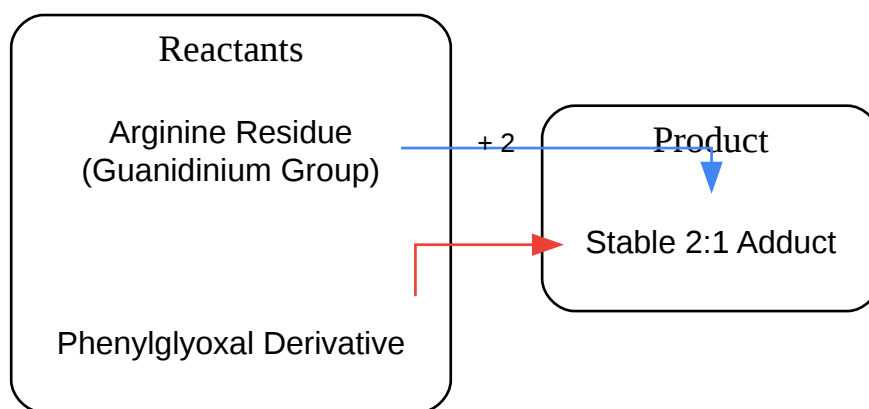 Reactants
Arginine Residue
(Guanidinium Group)
+ 2
Product
Stable 2:1 Adduct
Phenylglyoxal Derivative